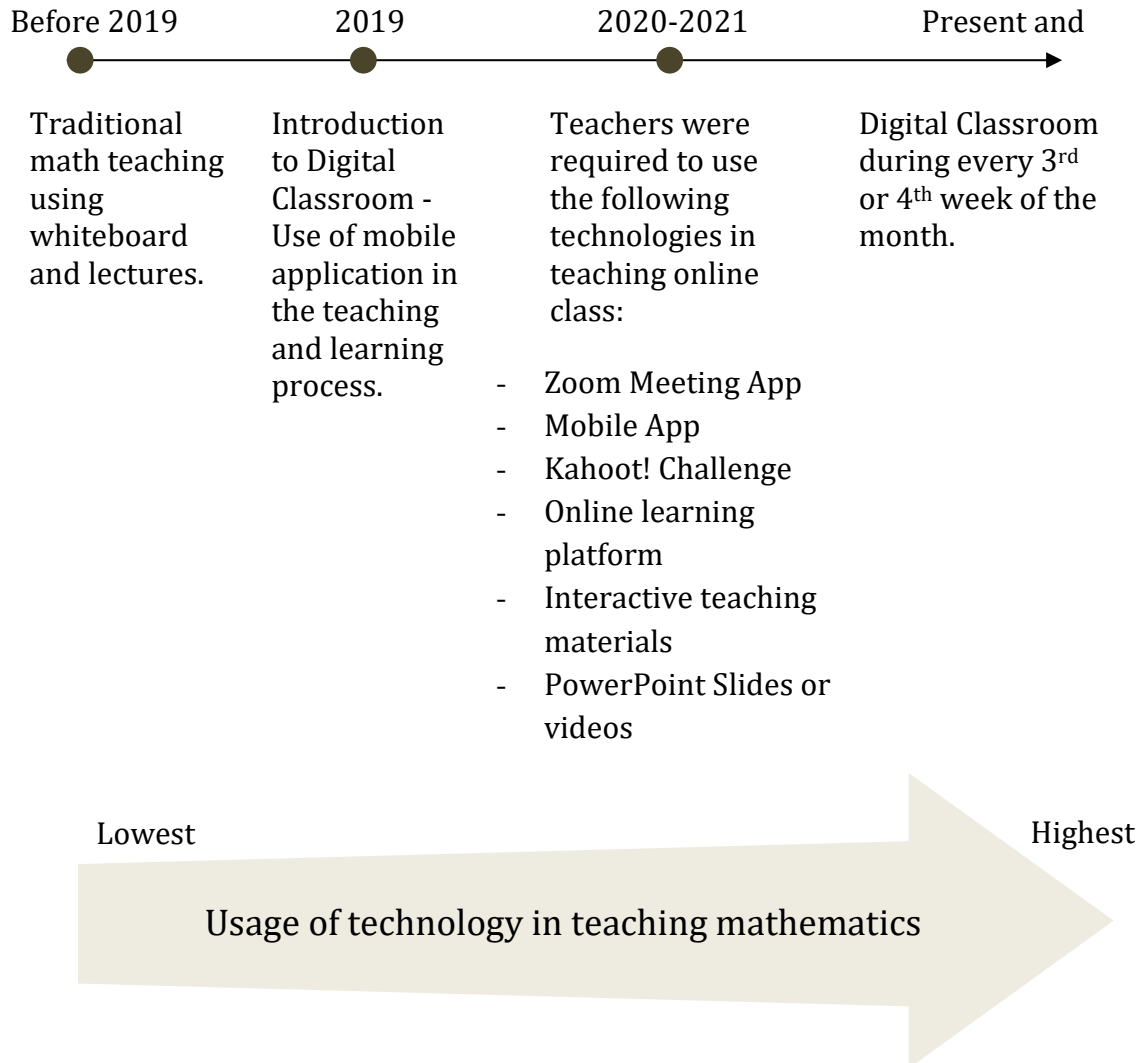 Before 2019
2019
2020-2021
Present and
Traditional
math teaching
using
whiteboard
and lectures.
Introduction
to Digital
Classroom -
Use of mobile
application in
the teaching
and learning
process.
Teachers were
required to use
the following
technologies in
teaching online
class:
- Zoom Meeting App
- Mobile App
- Kahoot! Challenge
- Online learning
platform
- Interactive teaching
materials
- PowerPoint Slides or
videos
Digital Classroom
during every 3rd
or 4th week of the
month.
Lowest
Highest
Usage of technology in teaching mathematics